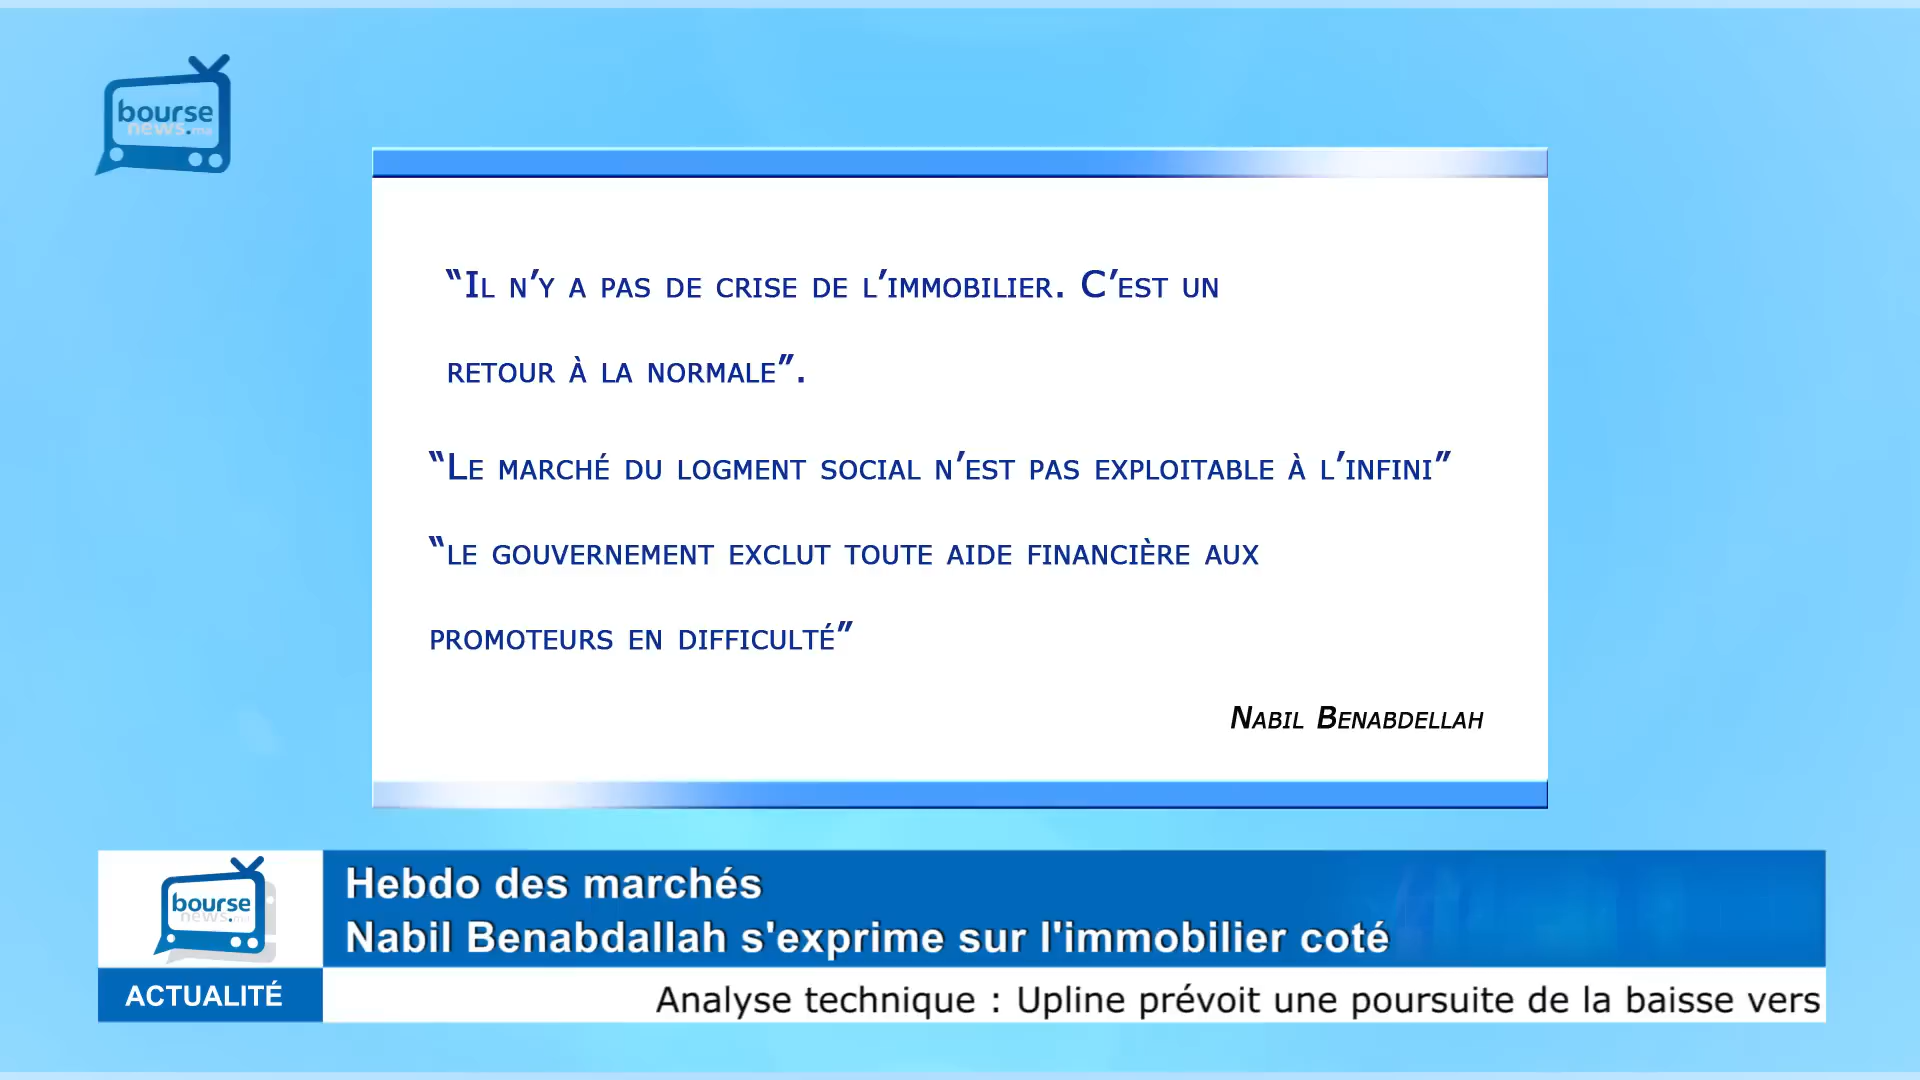 bourse
news.ma
“Il n’y a pas de crise de l’immobilier. C’est un
retour à la normale”.
“Le marché du logment social n’est pas exploitable à l’infini”
“le gouvernement exclut toute aide financière aux
promoteurs en difficulté”
Nabil Benabdellah
bourse
news.ma
Hebdo des marchés
Nabil Benabdallah s'exprime sur l'immobilier coté
ACTUALITÉ
Analyse technique : Upline prévoit une poursuite de la baisse vers